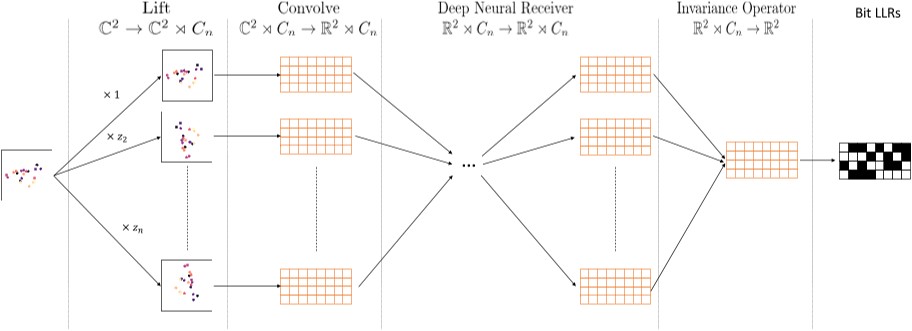 Lift
ℂ² → ℂ² ⋊ Cₙ
Convolve
ℂ² ⋊ Cₙ → ℝ² ⋊ Cₙ
Deep Neural Receiver
ℝ² ⋊ Cₙ → ℝ² ⋊ Cₙ
Invariance Operator
ℝ² ⋊ Cₙ → ℝ²
Bit LLRs
× 1
× z₂
...
× zₙ